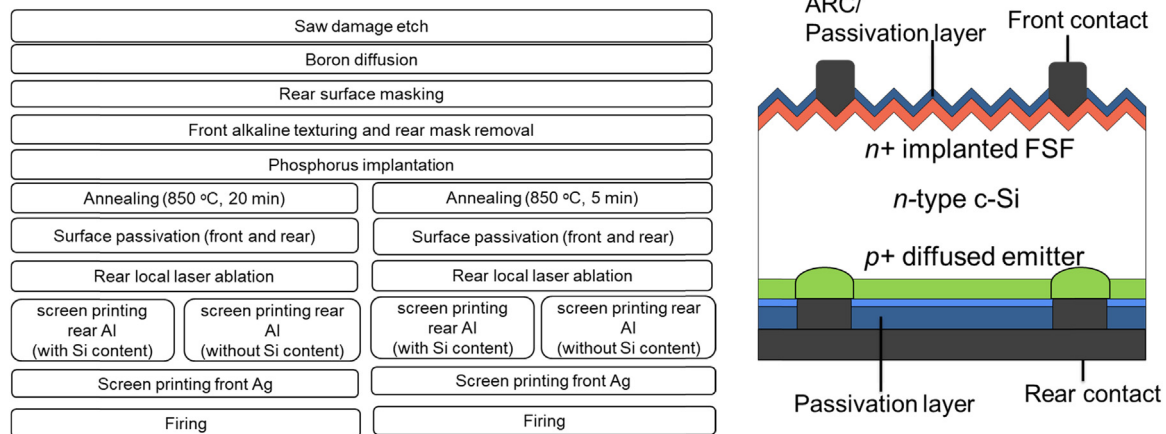 Saw damage etch
Boron diffusion
Rear surface masking
Front alkaline texturing and rear mask removal
Phosphorus implantation
Annealing (850 ºC, 20 min)
Annealing (850 ºC, 5 min)
Surface passivation (front and rear)
Surface passivation (front and rear)
Rear local laser ablation
Rear local laser ablation
screen printing
rear Al
(with Si content)
screen printing rear
Al
(without Si content)
screen printing
rear Al
(with Si content)
screen printing rear
Al
(without Si content)
Screen printing front Ag
Screen printing front Ag
Firing
Firing
ARC/
Passivation layer
Front contact
n+ implanted FSF
n-type c-Si
p+ diffused emitter
Passivation layer
Rear contact